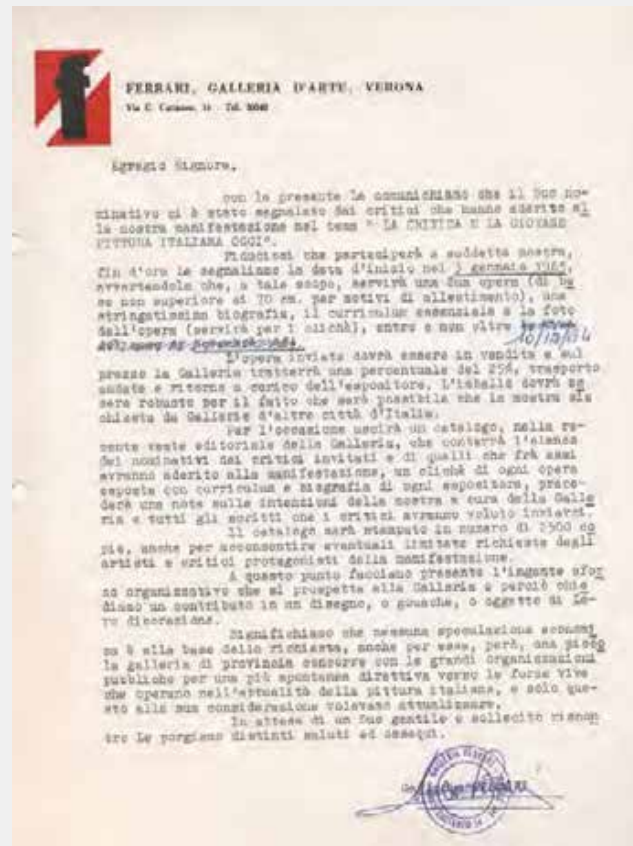 FERRARI, GALLERIA D'ARTE, VERONA
Via C. 14 Tel.
Egregio Signore,
con la presente La comunichiamo che il Suo no-
minativo ci è stato segnalato dai critici che hanno aderito al
la nostra manifestazione sul tema "LA CRITICA E LA GIOVANE
PITTURA ITALIANA OGGI".
Fiduciosi che parteciperà a suddetta mostra,
fin d'ora Le segnaliamo la data d'inizio nel 3 gennaio 1985,
avvertendola che, a tale scopo, servirà una Sua opera (di ba
se non superiore ai 70 cm. per motivi di allestimento), una
stringatissima biografia, il curriculum essenziale e la foto
dell'opera (servirà per i clichè), entro e non oltre
10/12/84
L'opera inviata dovrà essere in vendita e sul
prezzo la Galleria tratterrà una percentuale del 25%, trasporto
andata e ritorno a carico dell'espositore. L'imballo dovrà es
sere robusto per il fatto che sarà possibile che la mostra sia
chiesta da Gallerie d'altre città d'Italia.
Per l'occasione uscirà un catalogo, nella re-
cente veste editoriale della Galleria, che conterrà l'elenco
dei nominativi dei critici invitati e di quelli che frà essi
avranno aderito alla manifestazione, un clichè di ogni opera
esposta con curriculum e biografia di ogni espositore, prece-
derà una nota sulle intenzioni della mostra a cura della Galle
ria e tutti gli scritti che i critici avranno voluto inviarci.
Il catalogo sarà stampato in numero di 2500 co
pie, anche per acconsentire eventuali limitate richieste degli
artisti e critici protagonisti della manifestazione.
A questo punto facciamo presente l'ingente sfor
zo organizzativo che si prospetta alla Galleria e perciò chie
diamo un contributo in un disegno, o gouache, o oggetto di Lo-
ro discrezione.
Significhiamo che nessuna speculazione economi
ca è alla base della richiesta, anche per essa, però, una picco
la galleria di provincia concorre con le grandi organizzazioni
pubbliche per una più spontanea direttiva verso le forze vive
che operano nell'attualità della pittura italiana, e solo que-
sto alla sua considerazione volevamo attualizzare.
In attesa di un Suo gentile e sollecito riscon
tro Le porgiamo distinti saluti ed ossequi.